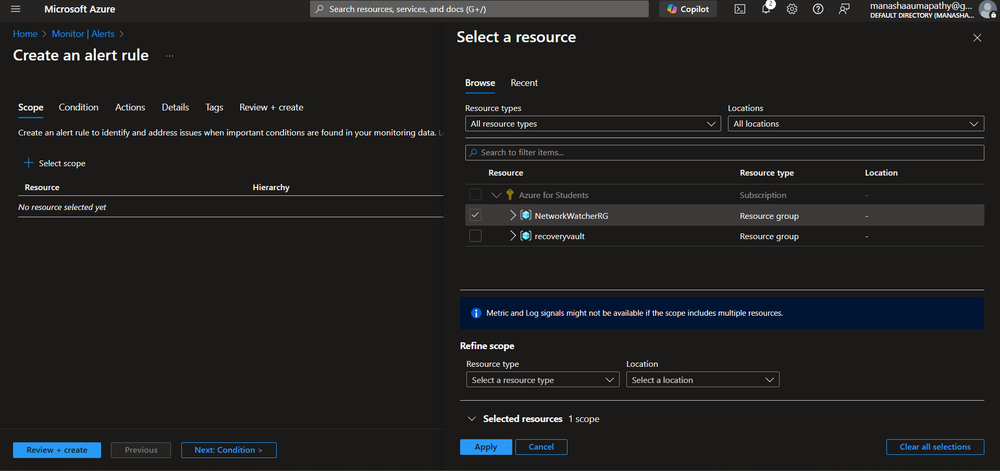 Microsoft Azure
Search resources, services, and docs (G+/)
Copilot
2
manashaaumapathy@g...
DEFAULT DIRECTORY (MANASHA...
Home > Monitor | Alerts >
Create an alert rule ...
Scope Condition Actions Details Tags Review + create
Create an alert rule to identify and address issues when important conditions are found in your monitoring data.
+ Select scope
Resource Hierarchy
No resource selected yet
Review + create Previous Next: Condition >
Select a resource
Browse Recent
Resource types Locations
All resource types All locations
Search to filter items...
Resource Resource type Location
Azure for Students Subscription -
NetworkWatcherRG Resource group -
recoveryvault Resource group -
Metric and Log signals might not be available if the scope includes multiple resources.
Refine scope
Resource type Location
Select a resource type Select a location
Selected resources 1 scope
Apply Cancel Clear all selections